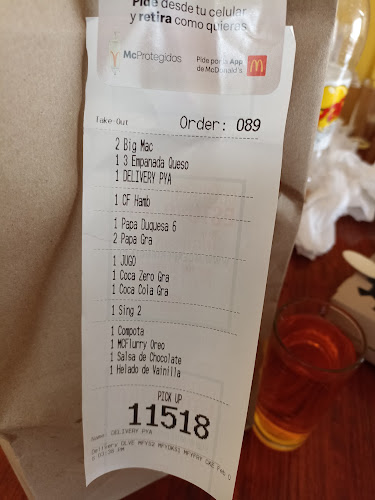 Pide desde tu celular
y retira como quieras
McProtegidos
Pide por la App
de McDonald's
Take Out
Order: 089
2 Big Mac
1 3 Empanada Queso
1 DELIVERY PYA
1 CF Hamb
1 Papa Duquesa 6
2 Papa Gra
1 JUGO
1 Coca Zero Gra
1 Coca Cola Gra
1 Sing 2
1 Compota
1 MCFlurry Oreo
1 Salsa de Chocolate
1 Helado de Vainilla
PICK UP
11518
Name: DELIVERY PYA